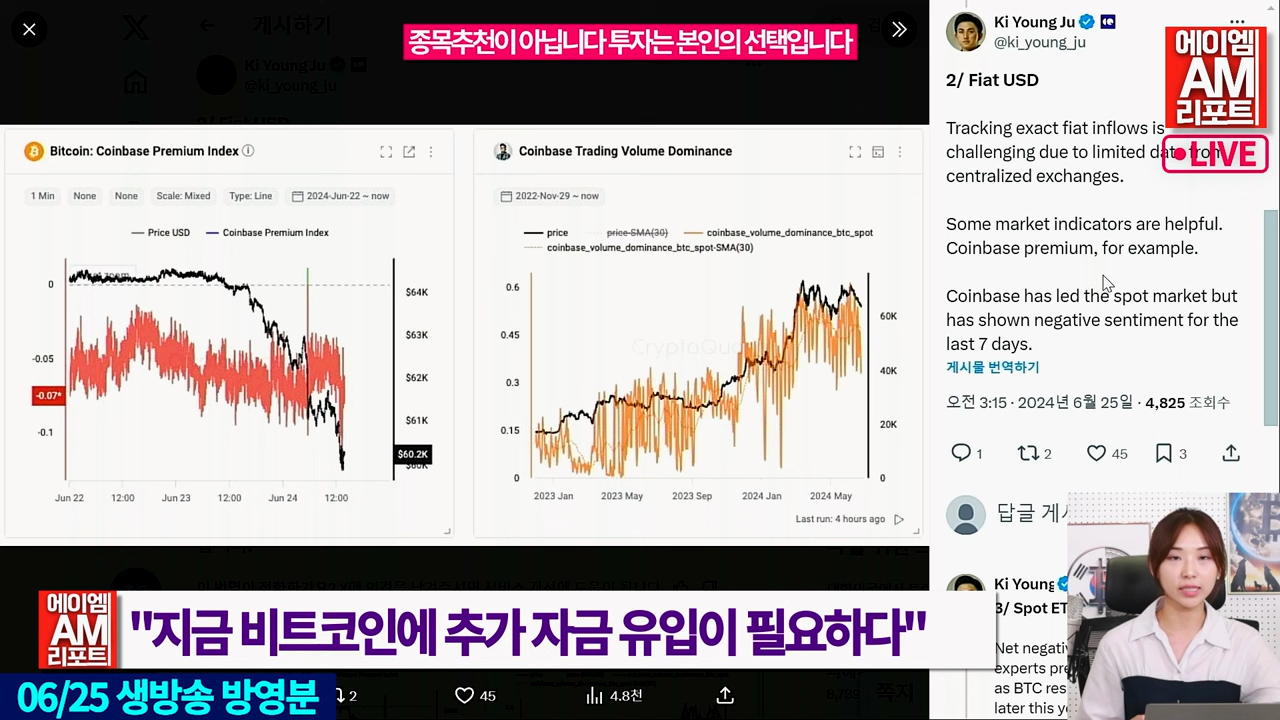 종목추천이 아닙니다 투자는 본인의 선택입니다
Bitcoin: Coinbase Premium Index
1 Min
None
None
Scale: Mixed
Type: Line
2024-Jun-22 ~ now
Price USD
Coinbase Premium Index
0
-0.05
-0.07*
-0.1
$64K
$63K
$62K
$61K
$60.2K
Jun 22
12:00
Jun 23
12:00
Jun 24
12:00
Coinbase Trading Volume Dominance
2022-Nov-29 ~ now
price
price-SMA(30)
coinbase_volume_dominance_btc_spot
coinbase_volume_dominance_btc_spot-SMA(30)
0.6
0.45
0.3
0.15
0
60K
40K
20K
0
2023 Jan
2023 May
2023 Sep
2024 Jan
2024 May
Last run: 4 hours ago
Ki Young Ju
@ki_young_ju
2/ Fiat USD
Tracking exact fiat inflows is
challenging due to limited data from
centralized exchanges.
Some market indicators are helpful.
Coinbase premium, for example.
Coinbase has led the spot market but
has shown negative sentiment for the
last 7 days.
게시물 번역하기
오전 3:15 · 2024년 6월 25일 · 4,825 조회수
1
2
45
3
답글
Ki Young
3/ Spot
as BTC
later this
에이엠
AM
리포트
LIVE
에이엠
AM
리포트
"지금 비트코인에 추가 자금 유입이 필요하다"
06/25 생방송 방영분
2
45
4.8천